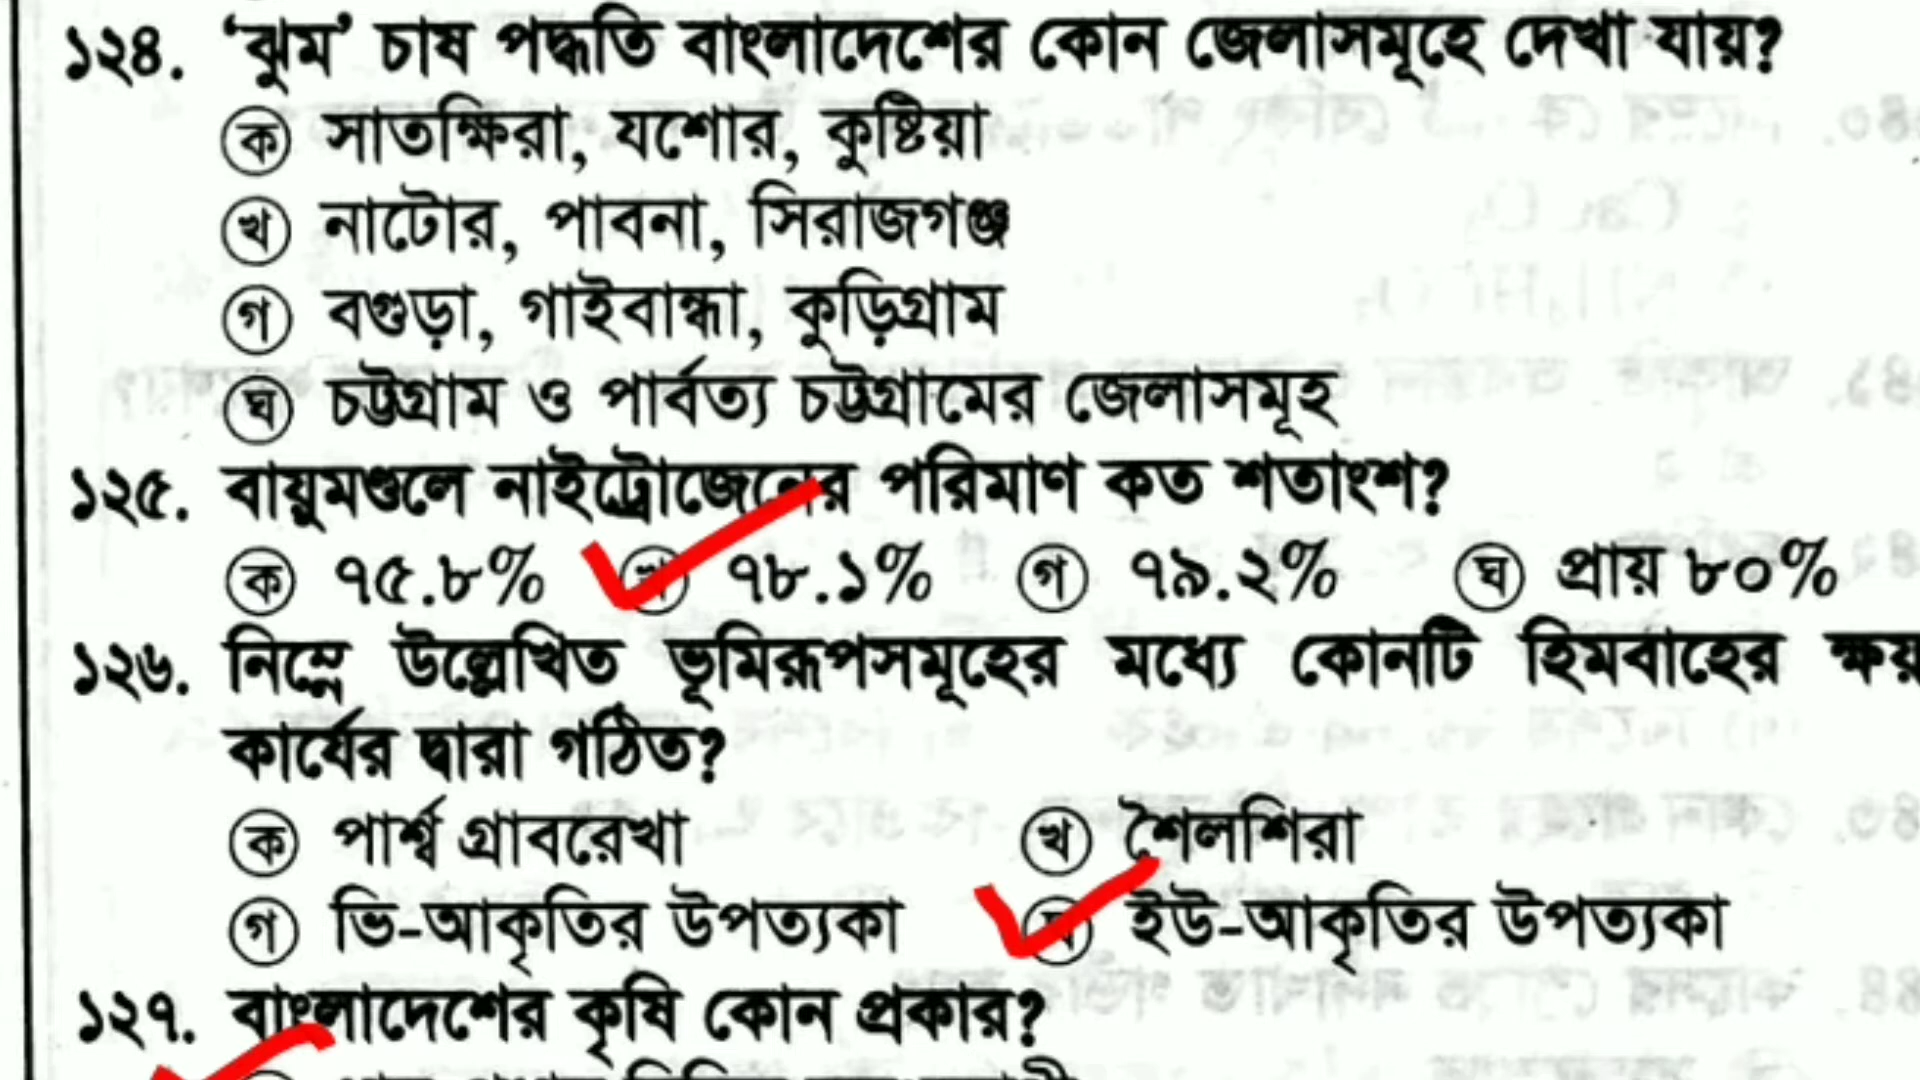 ১২৪. ‘ঝুম’ চাষ পদ্ধতি বাংলাদেশের কোন জেলাসমূহে দেখা যায়?
ক সাতক্ষিরা, যশোর, কুষ্টিয়া
খ নাটোর, পাবনা, সিরাজগঞ্জ
গ বগুড়া, গাইবান্ধা, কুড়িগ্রাম
ঘ চট্টগ্রাম ও পার্বত্য চট্টগ্রামের জেলাসমূহ
১২৫. বায়ুমণ্ডলে নাইট্রোজেনের পরিমাণ কত শতাংশ?
ক ৭৫.৮% খ ৭৮.১% গ ৭৯.২% ঘ প্রায় ৮০%
১২৬. নিম্নে উল্লেখিত ভূমিরূপসমূহের মধ্যে কোনটি হিমবাহের ক্ষয়
কার্যের দ্বারা গঠিত?
ক পার্শ্ব গ্রাবরেখা খ শৈলশিরা
গ ভি-আকৃতির উপত্যকা ঘ ইউ-আকৃতির উপত্যকা
১২৭. বাংলাদেশের কৃষি কোন প্রকার?